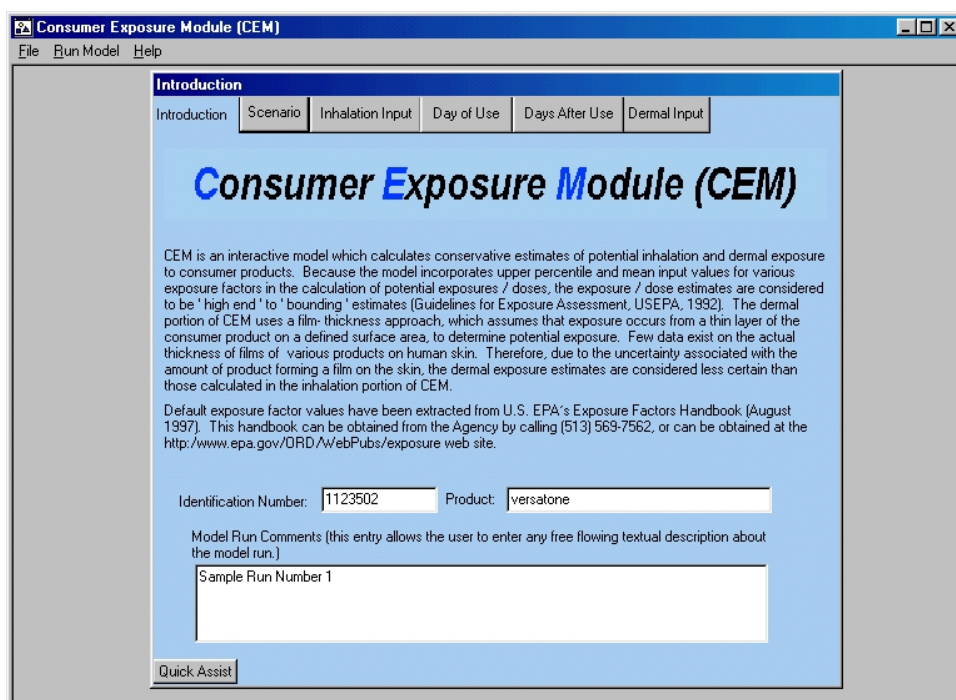 Consumer Exposure Module (CEM)
File Run Model Help
Introduction
Introduction Scenario Inhalation Input Day of Use Days After Use Dermal Input
Consumer Exposure Module (CEM)
CEM is an interactive model which calculates conservative estimates of potential inhalation and dermal exposure
to consumer products. Because the model incorporates upper percentile and mean input values for various
exposure factors in the calculation of potential exposures / doses, the exposure / dose estimates are considered
to be ' high end ' to ' bounding ' estimates (Guidelines for Exposure Assessment, USEPA, 1992). The dermal
portion of CEM uses a film- thickness approach, which assumes that exposure occurs from a thin layer of the
consumer product on a defined surface area, to determine potential exposure. Few data exist on the actual
thickness of films of various products on human skin. Therefore, due to the uncertainty associated with the
amount of product forming a film on the skin, the dermal exposure estimates are considered less certain than
those calculated in the inhalation portion of CEM.
Default exposure factor values have been extracted from U.S. EPA's Exposure Factors Handbook (August
1997). This handbook can be obtained from the Agency by calling (513) 569-7562, or can be obtained at the
http:/www.epa.gov/ORD/WebPubs/exposure web site.
Identification Number: 1123502 Product: versatone
Model Run Comments (this entry allows the user to enter any free flowing textual description about
the model run.)
Sample Run Number 1
Quick Assist